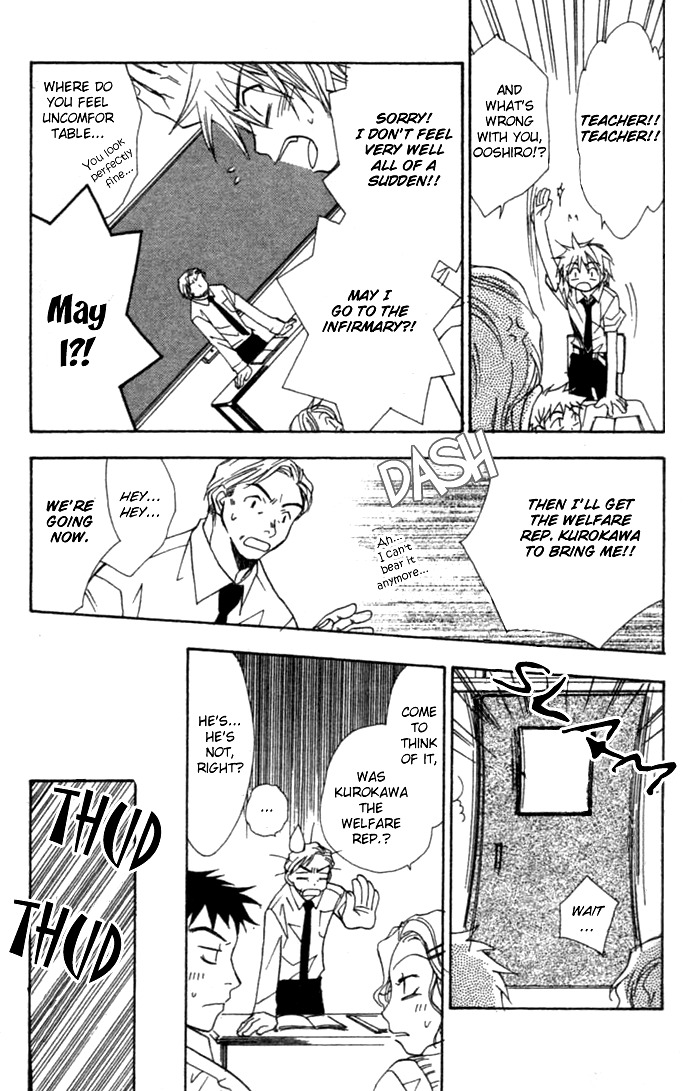 TEACHER!!
TEACHER!!
AND
WHAT'S
WRONG
WITH YOU,
OOSHIRO!?
SORRY!
I DON'T FEEL
VERY WELL
ALL OF A
SUDDEN!!
WHERE DO
YOU FEEL
UNCOMFOR
TABLE...
You look
perfectly
fine...
MAY I
GO TO THE
INFIRMARY?!
May
I?!
THEN I'LL GET
THE WELFARE
REP. KUROKAWA
TO BRING ME!!
DASH
Ah...
I can't
bear it
anymore...
HEY...
HEY...
WE'RE
GOING
NOW.
SLAM
WAIT
...
COME
TO THINK
OF IT,
WAS
KUROKAWA
THE
WELFARE
REP.?
...
HE'S...
HE'S
NOT,
RIGHT?
THUD
THUD